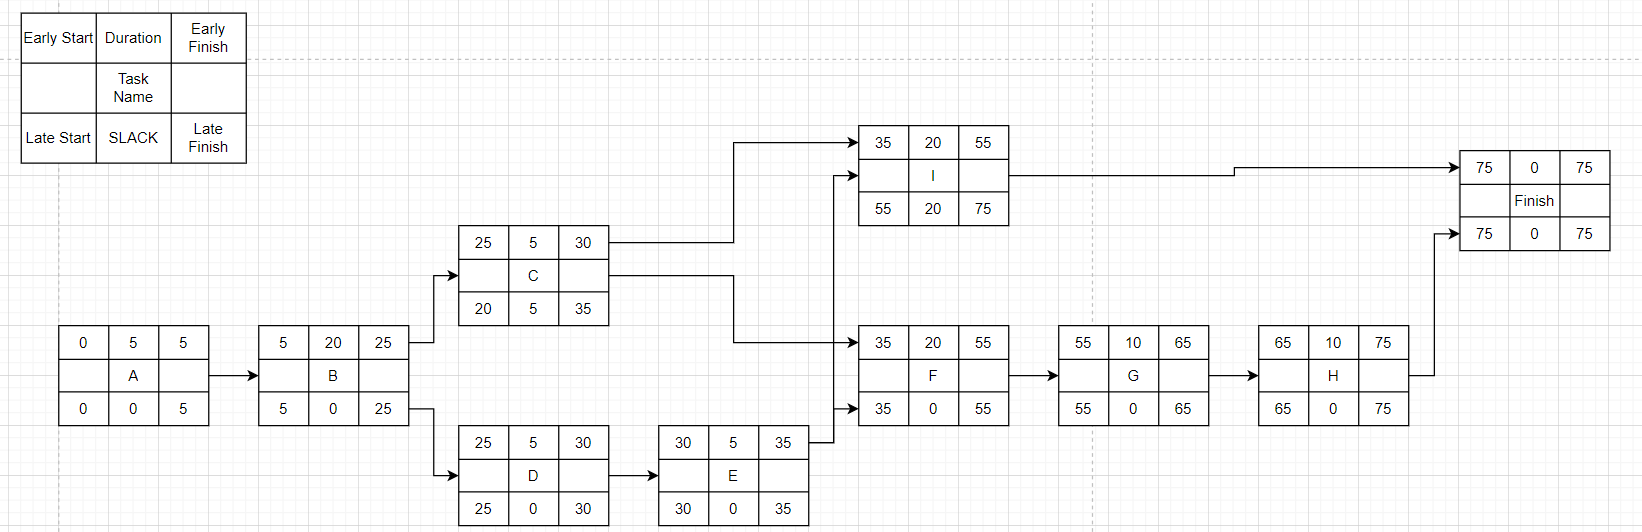 Early Start Duration Early Finish
Task Name
Late Start SLACK Late Finish
35 20 55
I
55 20 75
75 0 75
Finish
75 0 75
25 5 30
C
20 5 35
0 5 5
A
0 0 5
5 20 25
B
5 0 25
35 20 55
F
35 0 55
55 10 65
G
55 0 65
65 10 75
H
65 0 75
25 5 30
D
25 0 30
30 5 35
E
30 0 35